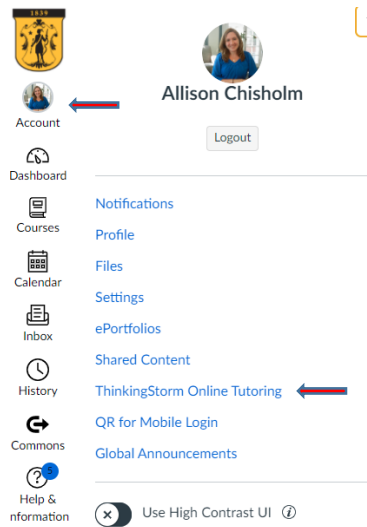 1839
Account
Dashboard
Courses
Calendar
Inbox
History
Commons
5
Help &
nformation
Allison Chisholm
Logout
Notifications
Profile
Files
Settings
ePortfolios
Shared Content
ThinkingStorm Online Tutoring
QR for Mobile Login
Global Announcements
Use High Contrast UI